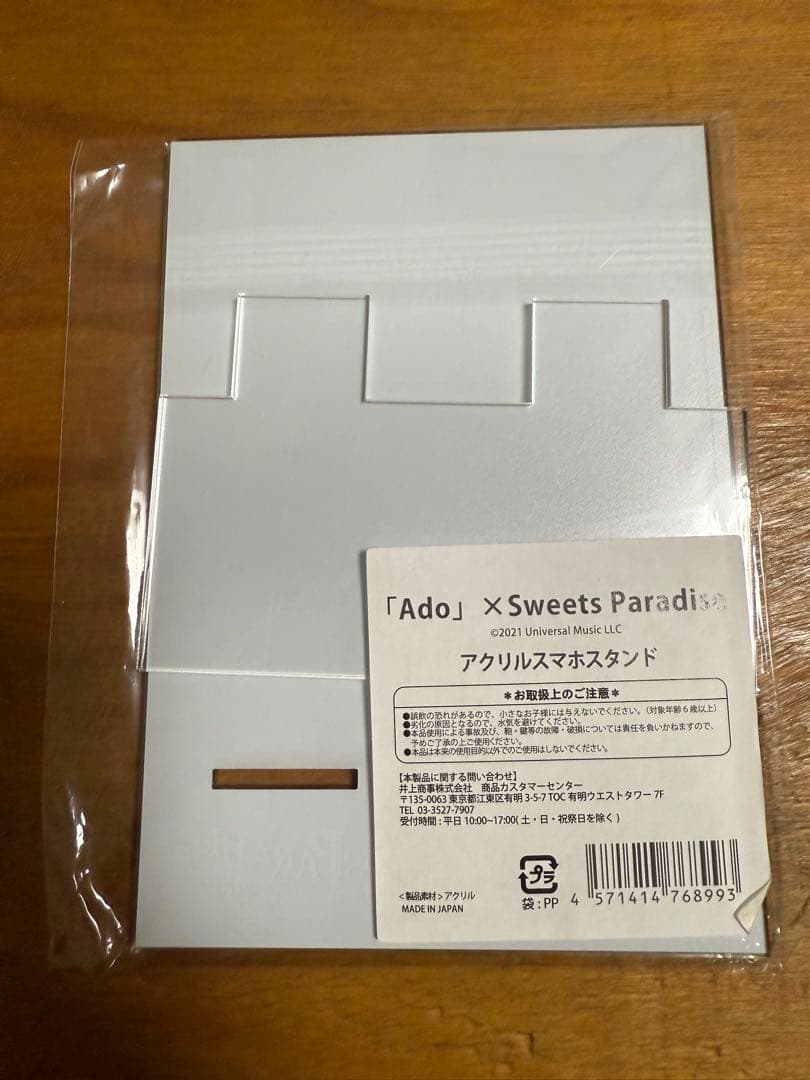 「Ado」×Sweets Paradise
©2021 Universal Music LLC
アクリルスマホスタンド
＊お取扱上のご注意＊
●誤飲の恐れがあるので、小さなお子様には与えないでください。（対象年齢６歳以上）
●劣化の原因となるので、水気を避けてください。
●本品使用による事故及び、鞄・鍵等の故障・破損については責任を負いかねますので、
予めご了承の上ご使用ください。
●本品は本来の使用目的以外でのご使用はしないでください。
【本製品に関する問い合わせ】
井上商事株式会社　商品カスタマーセンター
〒135-0063 東京都江東区有明 3-5-7 TOC 有明ウエストタワー 7F
TEL 03-3527-7907
受付時間 : 平日 10:00~17:00( 土・日・祝祭日を除く )
＜製品素材＞アクリル
MADE IN JAPAN
プラ
袋 : PP
4 571414 768993